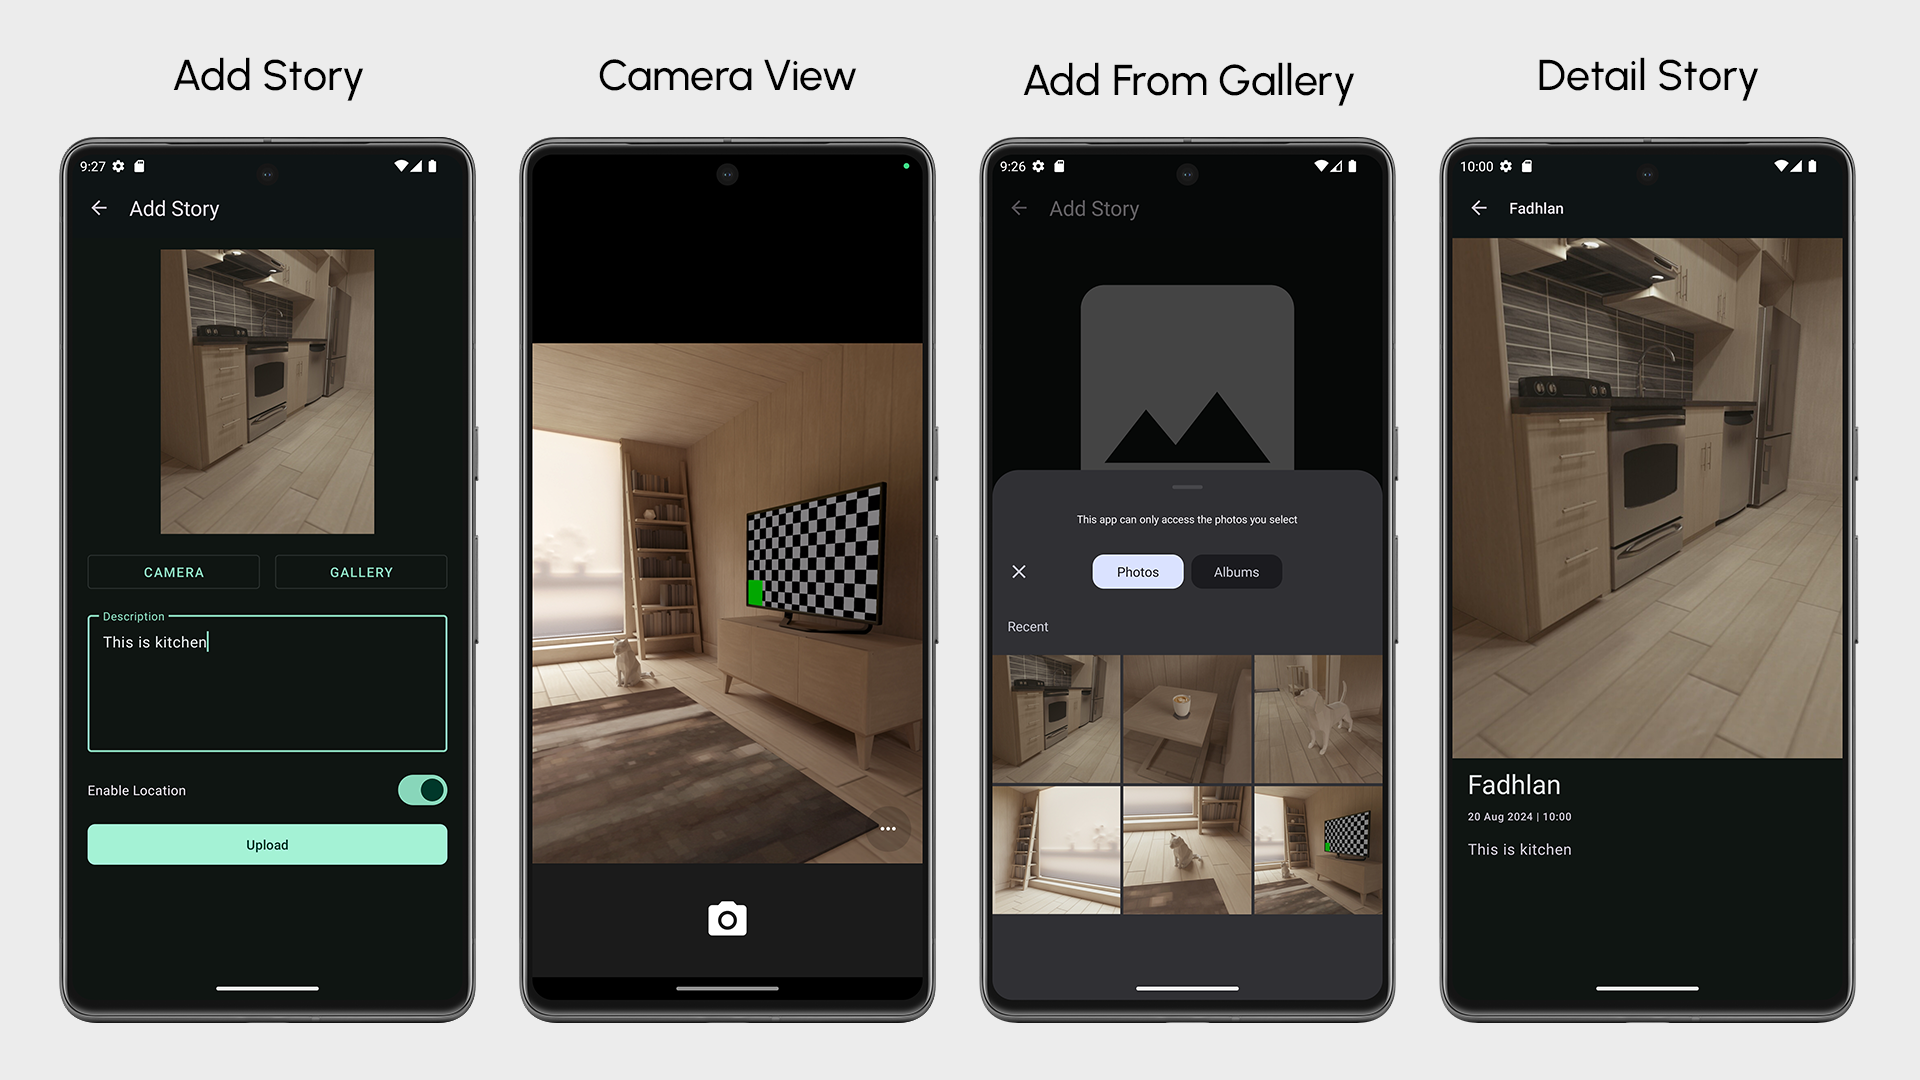 Add Story
Camera View
Add From Gallery
Detail Story
9:27
Add Story
CAMERA
GALLERY
Description
This is kitchen
Enable Location
Upload
9:26
Add Story
This app can only access the photos you select
Photos
Albums
Recent
10:00
Fadhlan
Fadhlan
20 Aug 2024 | 10:00
This is kitchen